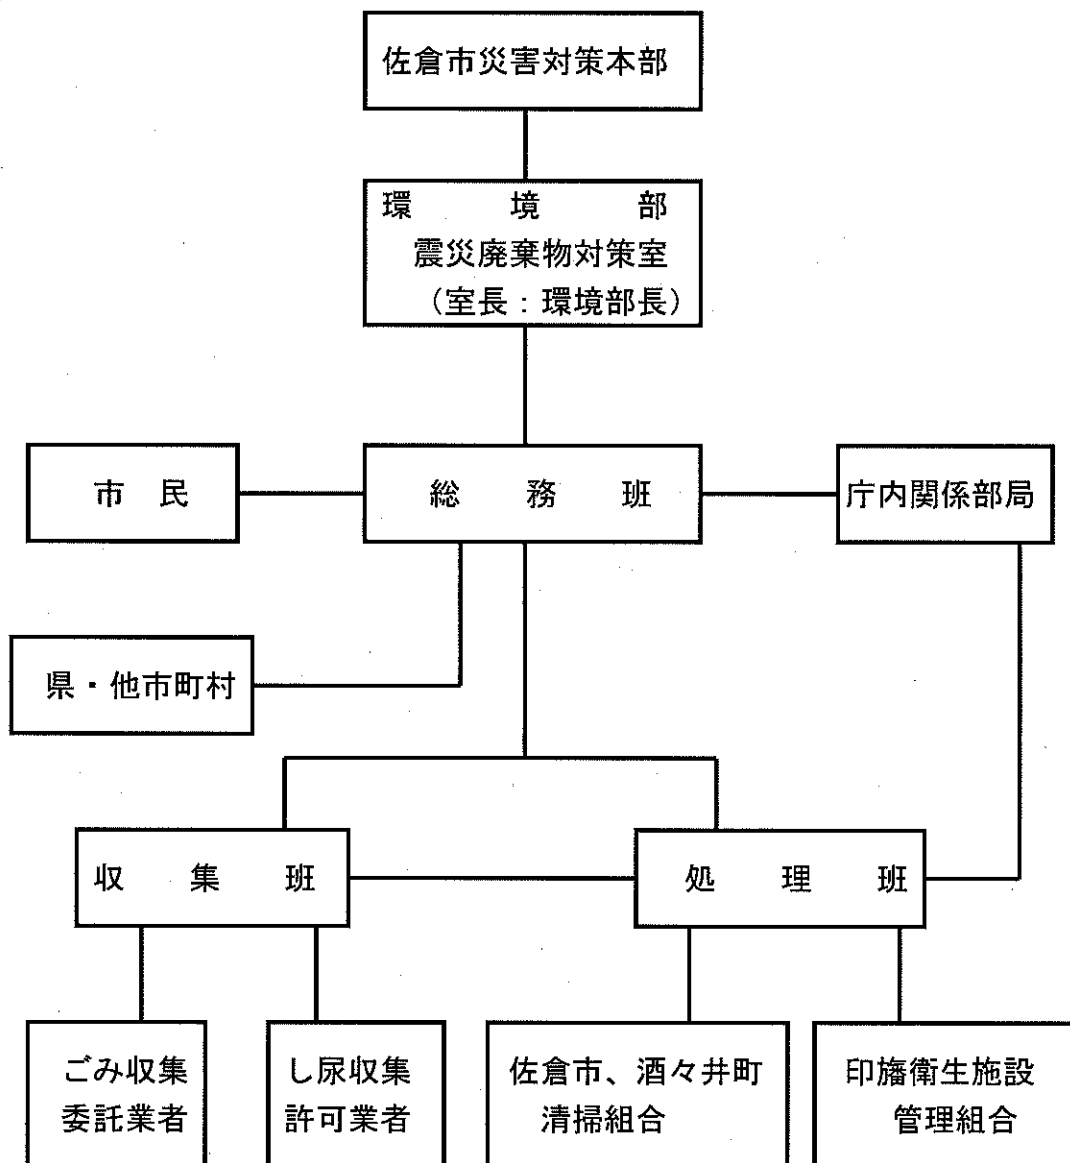 佐倉市災害対策本部
環境部
震災廃棄物対策室
（室長：環境部長）
市民
総務班
庁内関係部局
県・他市町村
収集班
処理班
ごみ収集
委託業者
し尿収集
許可業者
佐倉市、酒々井町
清掃組合
印旛衛生施設
管理組合